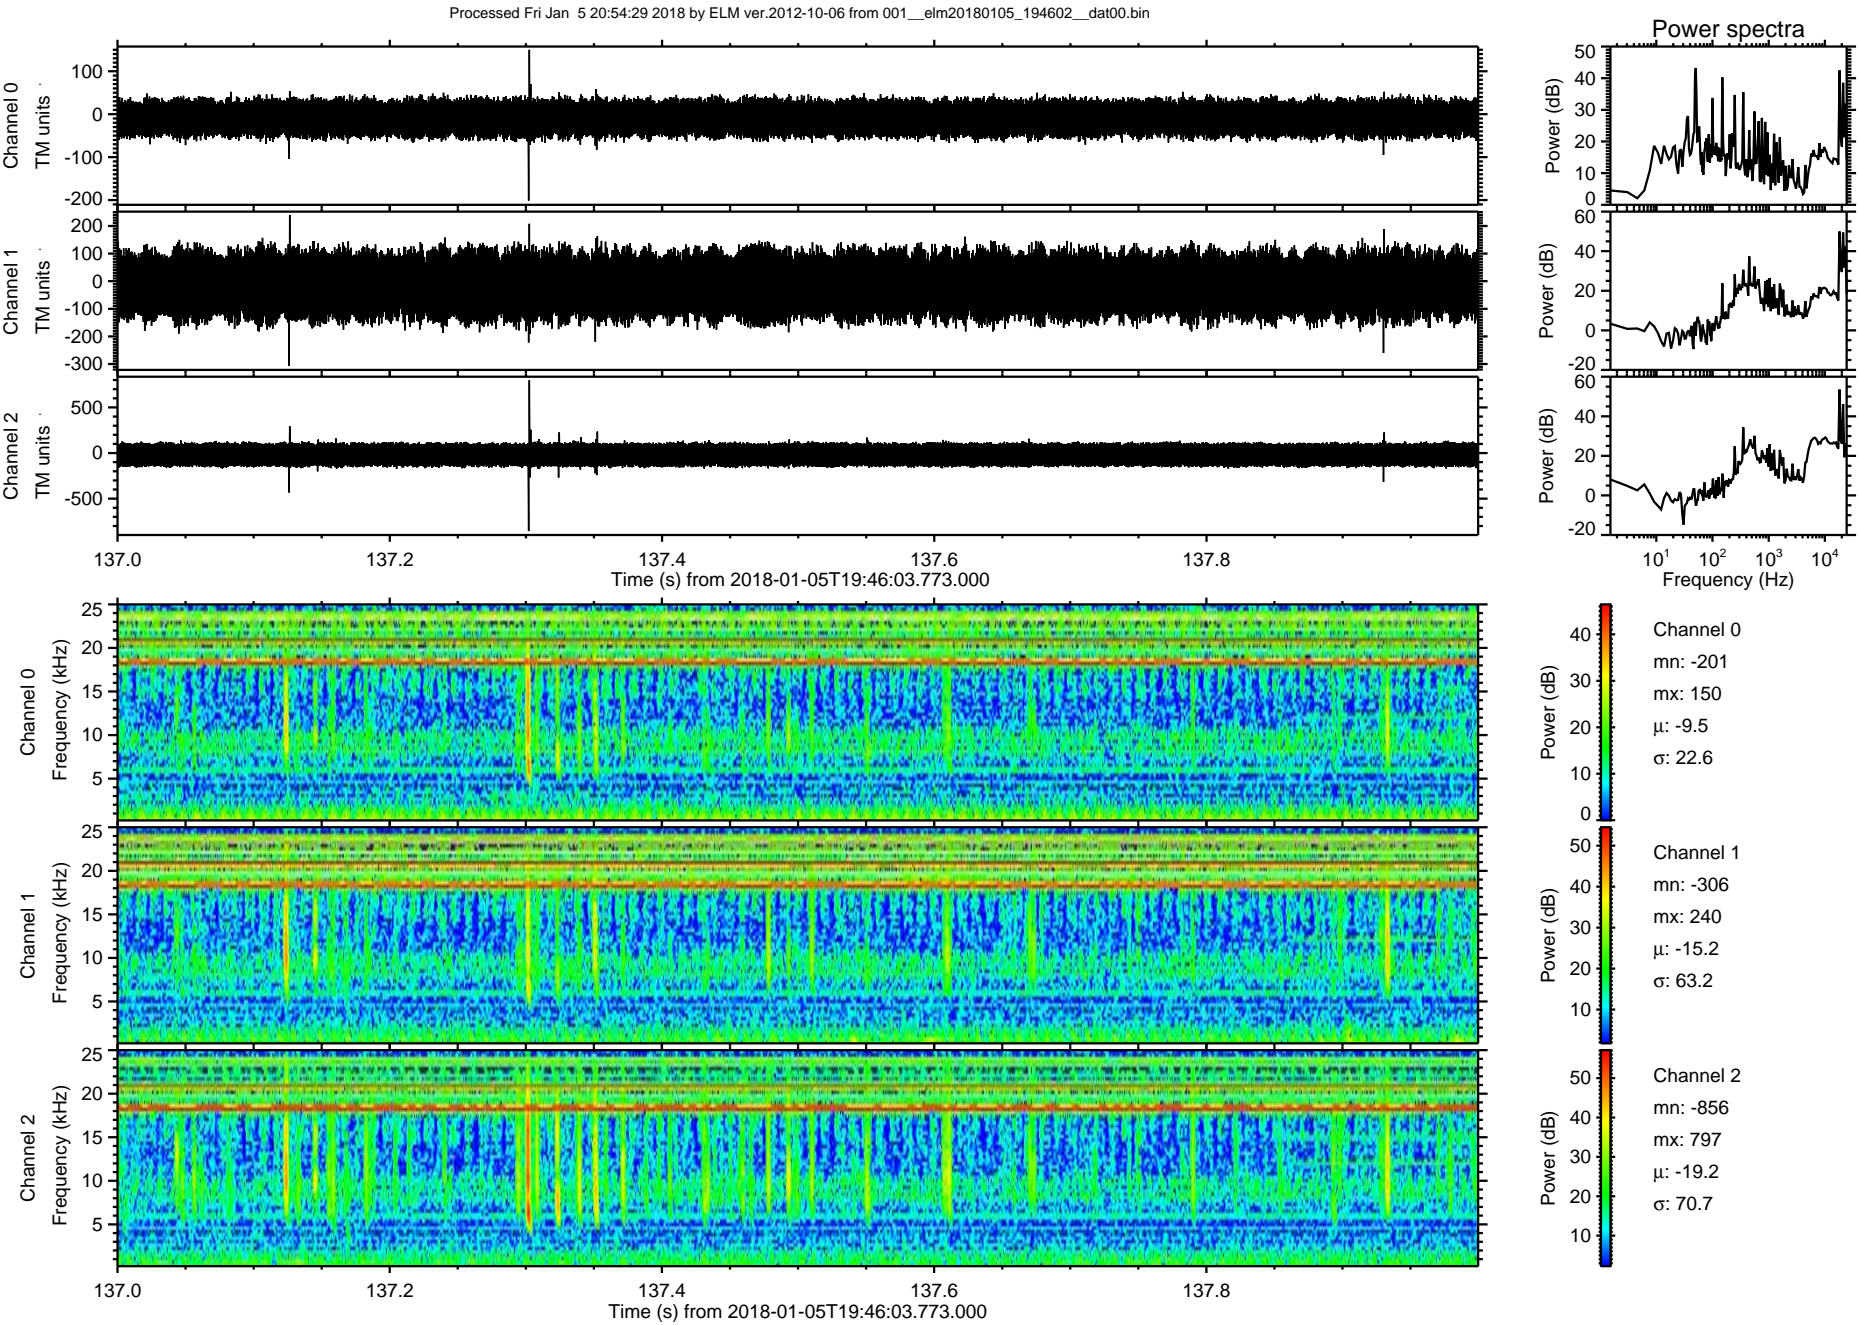 Processed Fri Jan  5 20:54:29 2018 by ELM ver.2012-10-06 from 001__elm20180105_194602__dat00.bin
Power spectra
Channel 0
TM units
100
0
-100
-200
Power (dB)
50
40
30
20
10
0
Channel 1
TM units
200
100
0
-100
-200
-300
Power (dB)
60
40
20
0
-20
Channel 2
TM units
500
0
-500
Power (dB)
60
40
20
0
-20
137.0 137.2 137.4 137.6 137.8
Time (s) from 2018-01-05T19:46:03.773.000
10¹ 10² 10³ 10⁴
Frequency (Hz)
Channel 0
Frequency (kHz)
25
20
15
10
5
Power (dB)
40
30
20
10
0
Channel 0
mn: -201
mx: 150
μ: -9.5
σ: 22.6
Channel 1
Frequency (kHz)
25
20
15
10
5
Power (dB)
50
40
30
20
10
Channel 1
mn: -306
mx: 240
μ: -15.2
σ: 63.2
Channel 2
Frequency (kHz)
25
20
15
10
5
Power (dB)
50
40
30
20
10
Channel 2
mn: -856
mx: 797
μ: -19.2
σ: 70.7
137.0 137.2 137.4 137.6 137.8
Time (s) from 2018-01-05T19:46:03.773.000